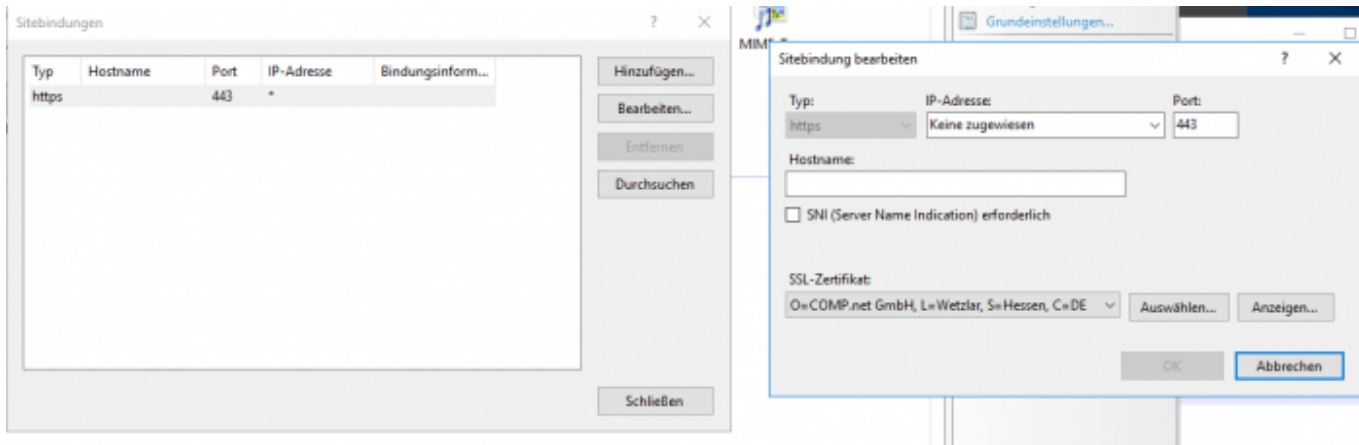 Sitebindungen
Typ Hostname Port IP-Adresse Bindungsinform...
https 443 *
Hinzufügen...
Bearbeiten...
Entfernen
Durchsuchen
Schließen
Grundeinstellungen...
Sitebindung bearbeiten
Typ: IP-Adresse: Port:
https Keine zugewiesen 443
Hostname:
SNI (Server Name Indication) erforderlich
SSL-Zertifikat:
O=COMP.net GmbH, L=Wetzlar, S=Hessen, C=DE Auswählen... Anzeigen...
OK Abbrechen